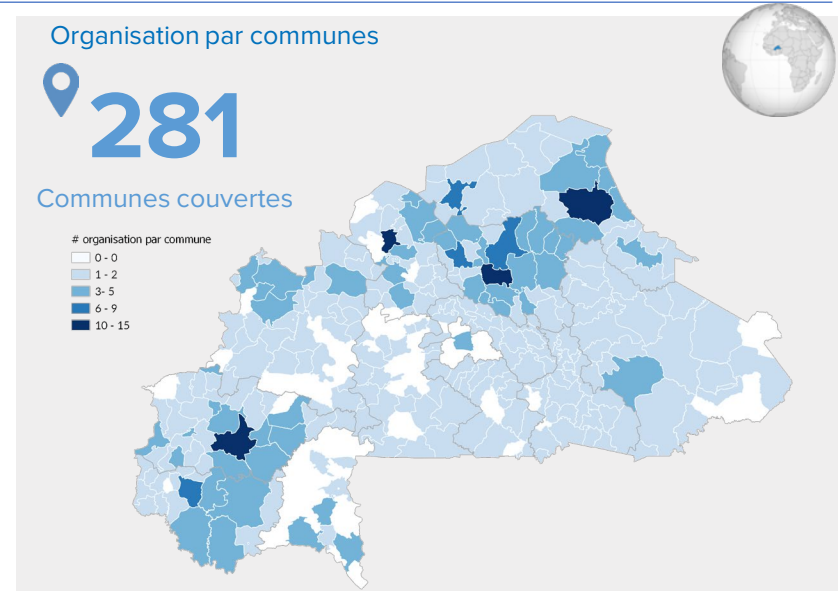 Organisation par communes
281
Communes couvertes
# organisation par commune
0 - 0
1 - 2
3- 5
6 - 9
10 - 15